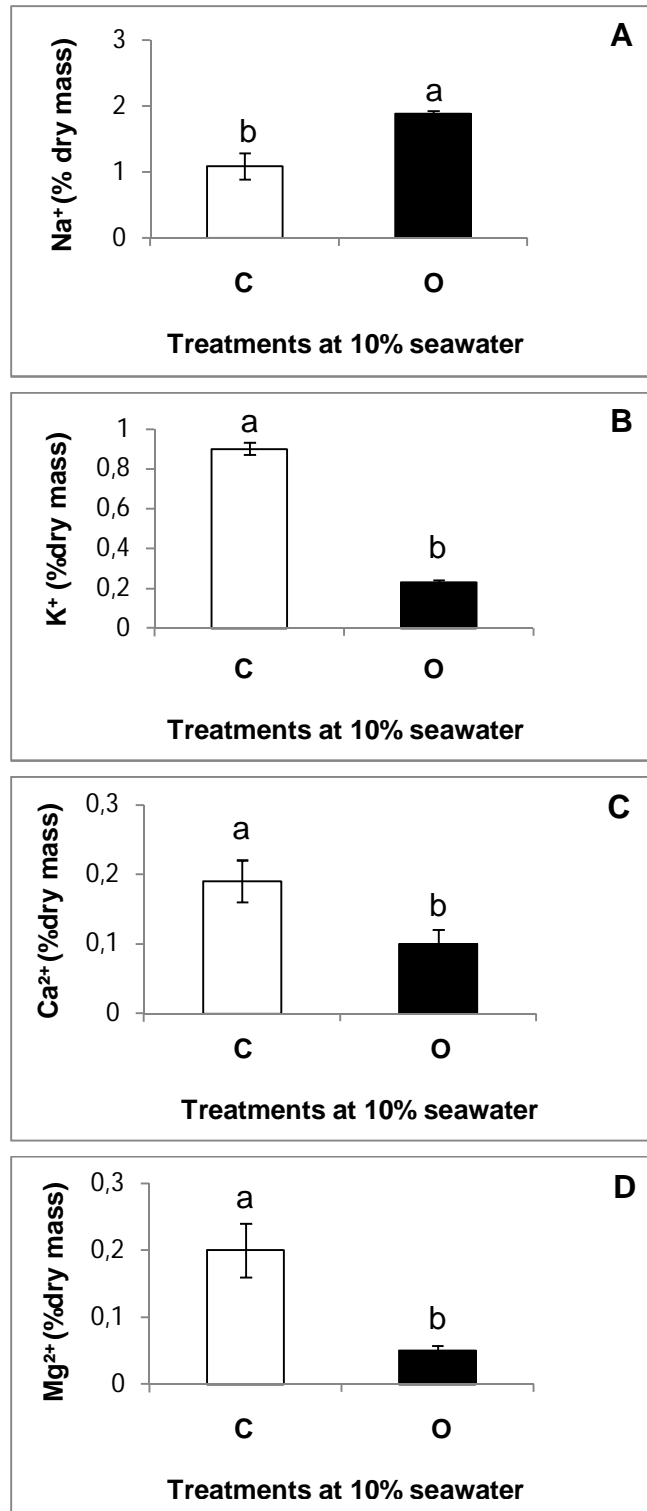 A
Na⁺ (% dry mass)
3
2
1
0
b
a
C O
Treatments at 10% seawater
B
K⁺ (%dry mass)
1
0,8
0,6
0,4
0,2
0
a
b
C O
Treatments at 10% seawater
C
Ca²⁺ (%dry mass)
0,3
0,2
0,1
0
a
b
C O
Treatments at 10% seawater
D
Mg²⁺ (%dry mass)
0,3
0,2
0,1
0
a
b
C O
Treatments at 10% seawater